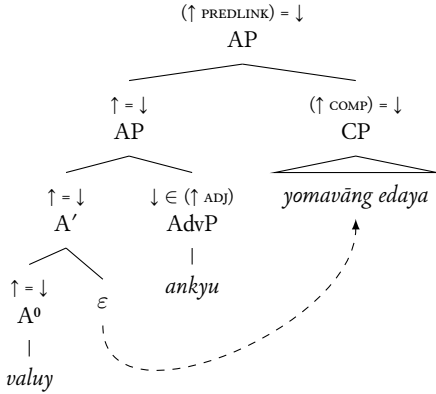 (↑ PREDLINK) = ↓
AP
↑ = ↓ (↑ COMP) = ↓
AP CP
↑ = ↓ ↓ ∈ (↑ ADJ) yomavāng edaya
A′ AdvP
↑ = ↓ ε ankyu
A⁰
valuy